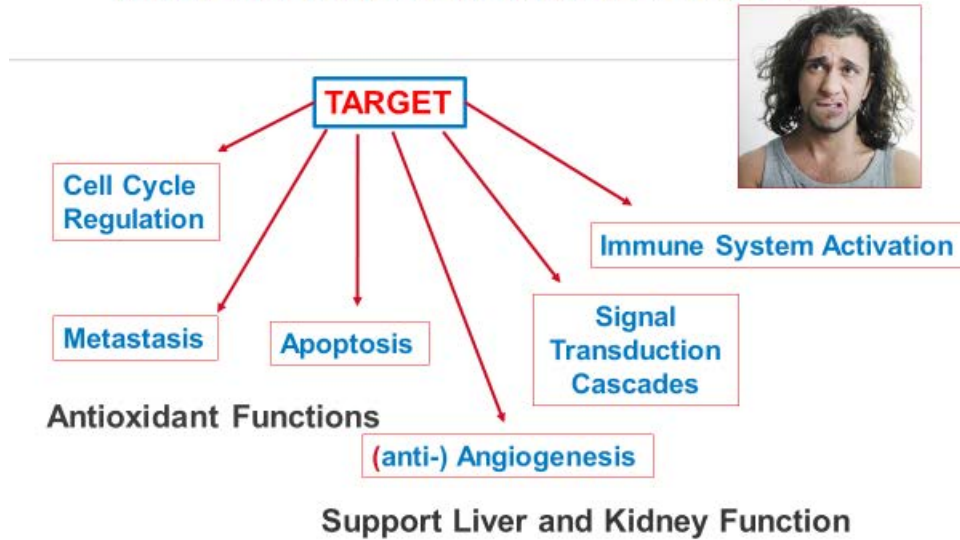 TARGET
Cell Cycle
Regulation
Immune System Activation
Metastasis
Apoptosis
Signal
Transduction
Cascades
Antioxidant Functions
(anti-) Angiogenesis
Support Liver and Kidney Function